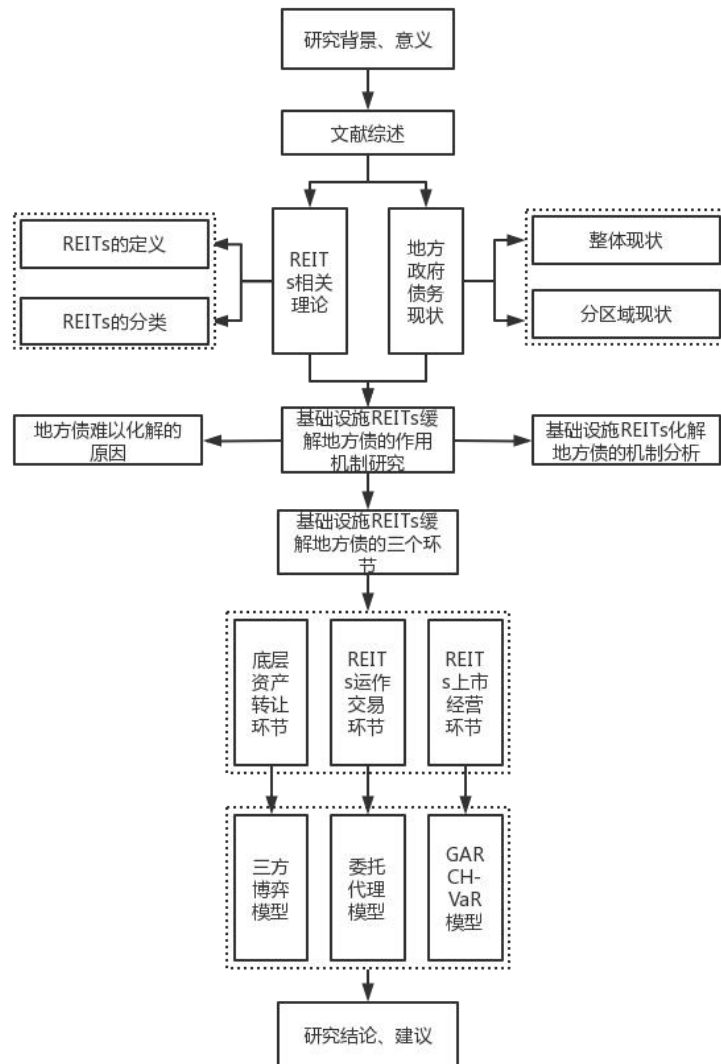 研究背景、意义
文献综述
REITs的定义
REITs的分类
REIT
s相关
理论
地方
政府
债务
现状
整体现状
分区域现状
地方债难以化解的
原因
基础设施REITs缓
解地方债的作用
机制研究
基础设施REITs化解
地方债的机制分析
基础设施REITs缓
解地方债的三个环
节
底层
资产
转让
环节
REIT
s运作
交易
环节
REIT
s上市
经营
环节
三方
博弈
模型
委托
代理
模型
GAR
CH-
VaR
模型
研究结论、建议